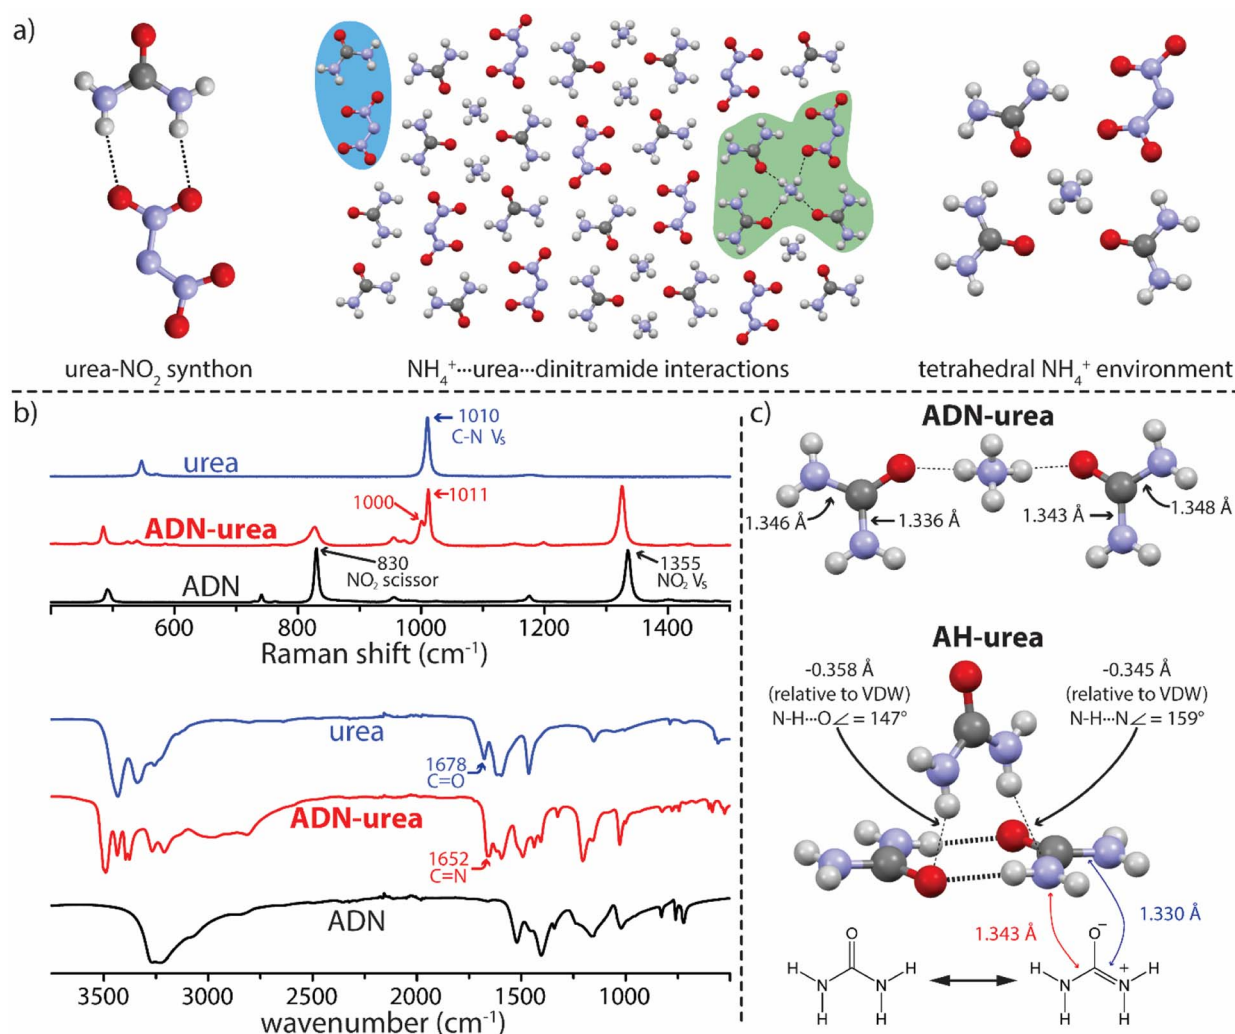 a)
urea-NO₂ synthon
NH₄⁺···urea···dinitramide interactions
tetrahedral NH₄⁺ environment
b)
1010
C-N Vs
urea
1000
1011
ADN-urea
830
NO₂ scissor
1355
NO₂ Vs
ADN
600
800
1000
1200
1400
Raman shift (cm⁻¹)
urea
1678
C=O
ADN-urea
1652
C=N
ADN
3750
3500
3000
2500
2000
1500
1000
wavenumber (cm⁻¹)
c)
ADN-urea
1.346 Å
1.336 Å
1.343 Å
1.348 Å
AH-urea
-0.358 Å
(relative to VDW)
N-H···O∠ = 147°
-0.345 Å
(relative to VDW)
N-H···N∠ = 159°
1.343 Å
1.330 Å
O
H N N H
H H
O⁻
H N N⁺ H
H H